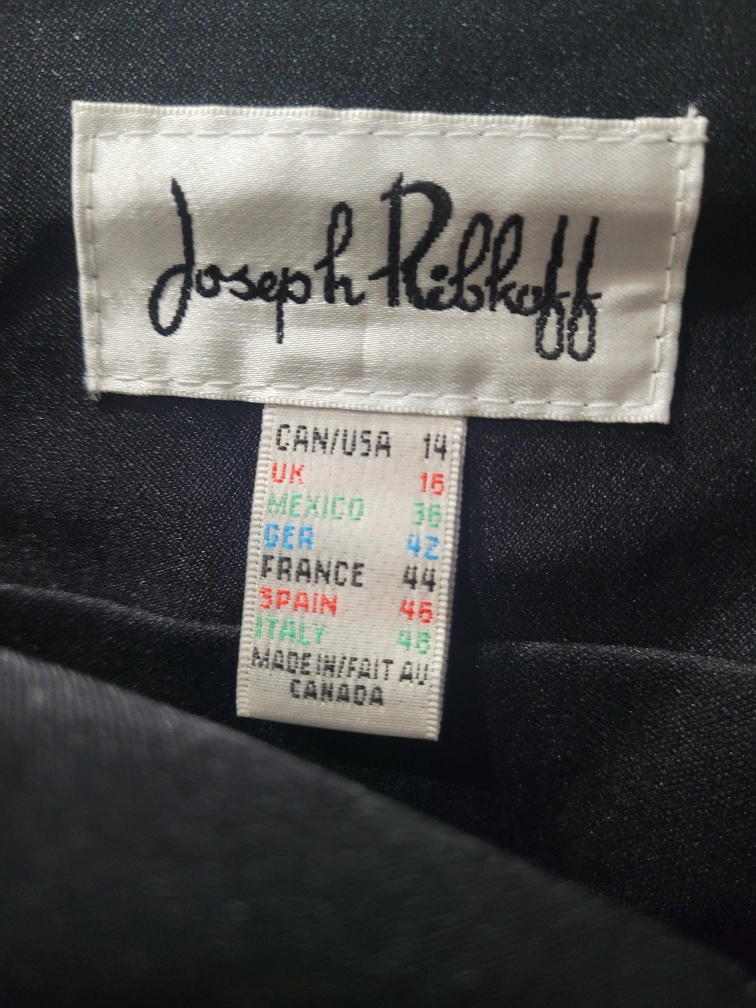 Joseph Ribkoff
CAN/USA 14
UK 16
MEXICO 36
GER 42
FRANCE 44
SPAIN 46
ITALY 48
MADE IN/FAIT AU
CANADA